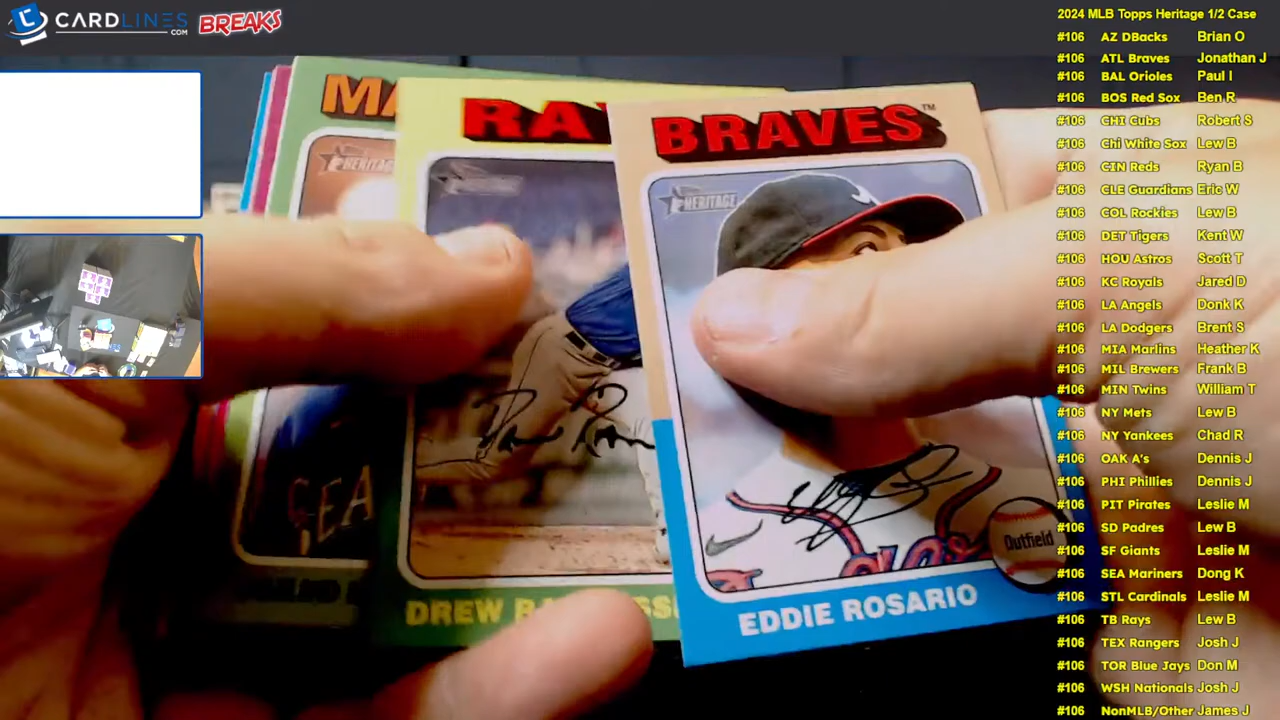 CARDLINES
.COM
BREAKS
2024 MLB Topps Heritage 1/2 Case
#106 AZ DBacks Brian O
#106 ATL Braves Jonathan J
#106 BAL Orioles Paul I
#106 BOS Red Sox Ben R
#106 CHI Cubs Robert S
#106 Chi White Sox Lew B
#106 CIN Reds Ryan B
#106 CLE Guardians Eric W
#106 COL Rockies Lew B
#106 DET Tigers Kent W
#106 HOU Astros Scott T
#106 KC Royals Jared D
#106 LA Angels Donk K
#106 LA Dodgers Brent S
#106 MIA Marlins Heather K
#106 MIL Brewers Frank B
#106 MIN Twins William T
#106 NY Mets Lew B
#106 NY Yankees Chad R
#106 OAK A's Dennis J
#106 PHI Phillies Dennis J
#106 PIT Pirates Leslie M
#106 SD Padres Lew B
#106 SF Giants Leslie M
#106 SEA Mariners Dong K
#106 STL Cardinals Leslie M
#106 TB Rays Lew B
#106 TEX Rangers Josh J
#106 TOR Blue Jays Don M
#106 WSH Nationals Josh J
#106 NonMLB/Other James J
MA
HERITAGE
SEA
RAY
HERITAGE
DREW RA
BRAVES™
HERITAGE
Outfield
EDDIE ROSARIO